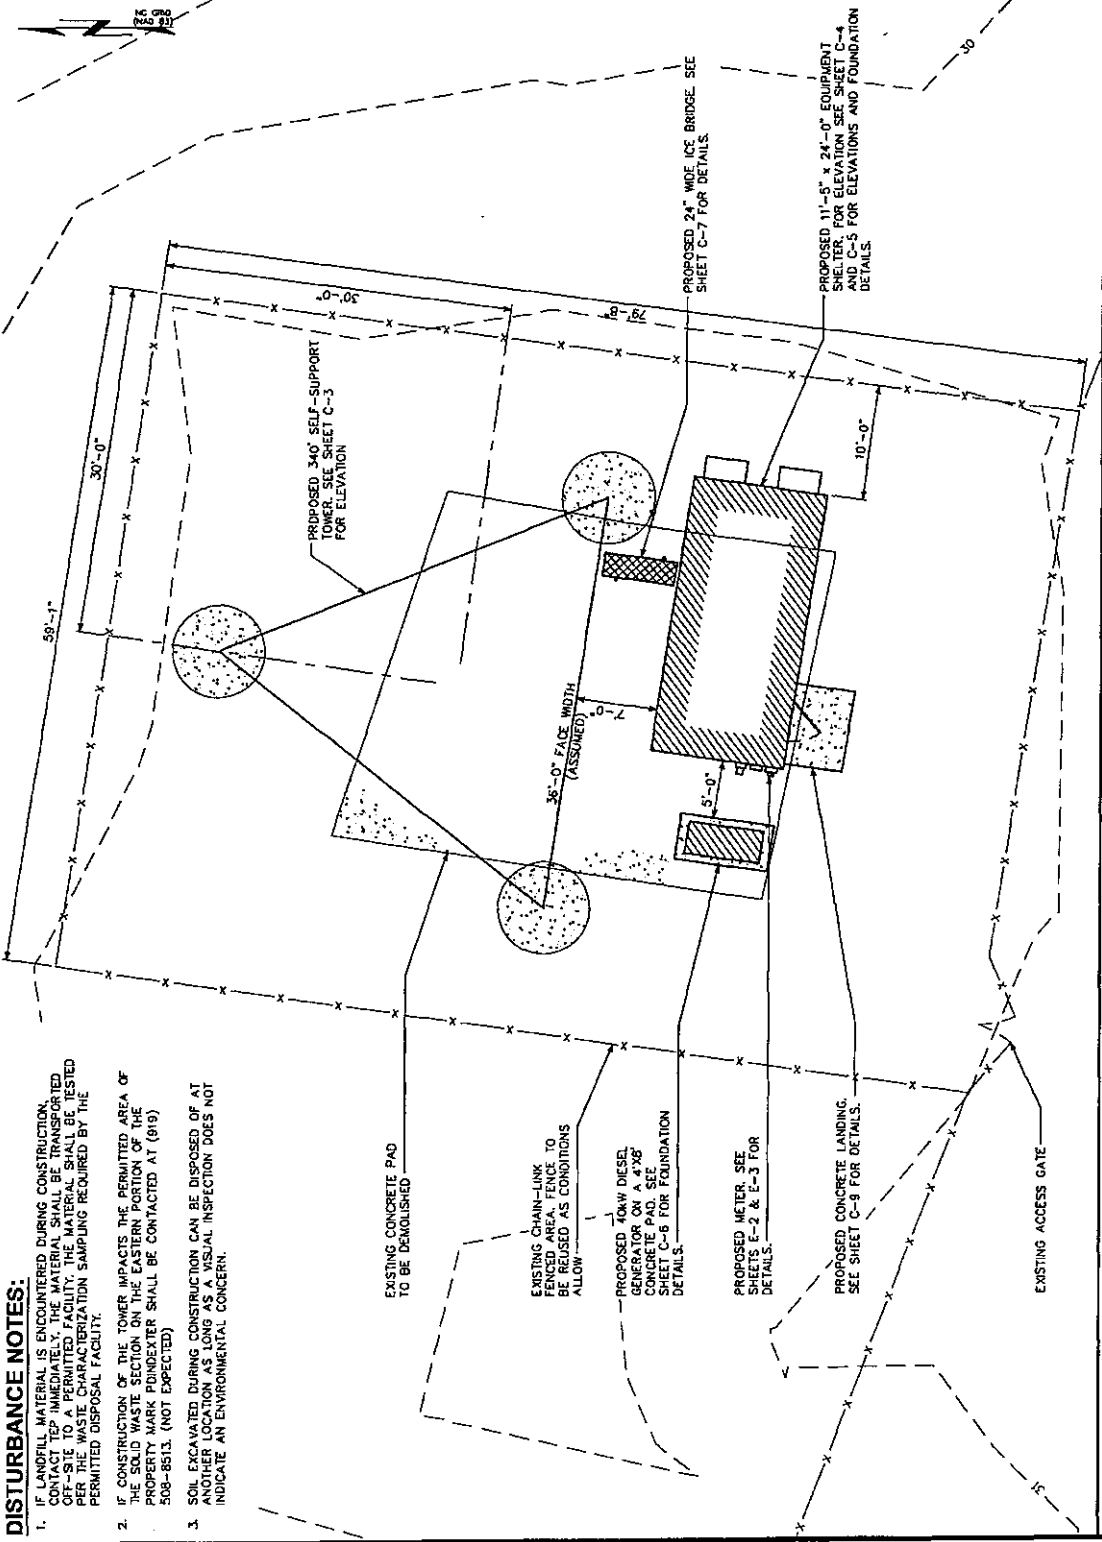 DISTURBANCE NOTES:
1. IF LANDFILL MATERIAL IS ENCOUNTERED DURING CONSTRUCTION,
CONTACT TEP IMMEDIATELY, THE MATERIAL SHALL BE TRANSPORTED
OFF-SITE TO A PERMITTED FACILITY, THE MATERIAL SHALL BE TESTED
PER THE WASTE CHARACTERIZATION SAMPLING REQUIRED BY THE
PERMITTED DISPOSAL FACILITY.
2. IF CONSTRUCTION OF THE TOWER IMPACTS THE PERMITTED AREA OF
THE SOLID WASTE SECTION ON THE EASTERN PORTION OF THE
PROPERTY MARK POINDEXTER SHALL BE CONTACTED AT (919)
508-8513. (NOT EXPECTED)
3. SOIL EXCAVATED DURING CONSTRUCTION CAN BE DISPOSED OF AT
ANOTHER LOCATION AS LONG AS A VISUAL INSPECTION DOES NOT
INDICATE AN ENVIRONMENTAL CONCERN.
NC GRID
(NAD 83)
59'-1"
30'-0"
30'-0"
79'-8"
PROPOSED 340' SELF-SUPPORT
TOWER. SEE SHEET C-3
FOR ELEVATION
PROPOSED 24" WIDE ICE BRIDGE. SEE
SHEET C-7 FOR DETAILS.
PROPOSED 11'-5" x 24'-0" EQUIPMENT
SHELTER. FOR ELEVATION SEE SHEET C-4
AND C-5 FOR ELEVATIONS AND FOUNDATION
DETAILS.
30
36'-0" FACE WIDTH
(ASSUMED)
7'-0"
5'-0"
10'-0"
EXISTING CONCRETE PAD
TO BE DEMOLISHED
EXISTING CHAIN-LINK
FENCED AREA. FENCE TO
BE REUSED AS CONDITIONS
ALLOW
PROPOSED 40kW DIESEL
GENERATOR ON A 4'X8'
CONCRETE PAD. SEE
SHEET C-6 FOR FOUNDATION
DETAILS.
PROPOSED METER. SEE
SHEETS E-2 & E-3 FOR
DETAILS.
PROPOSED CONCRETE LANDING.
SEE SHEET C-9 FOR DETAILS.
EXISTING ACCESS GATE
31